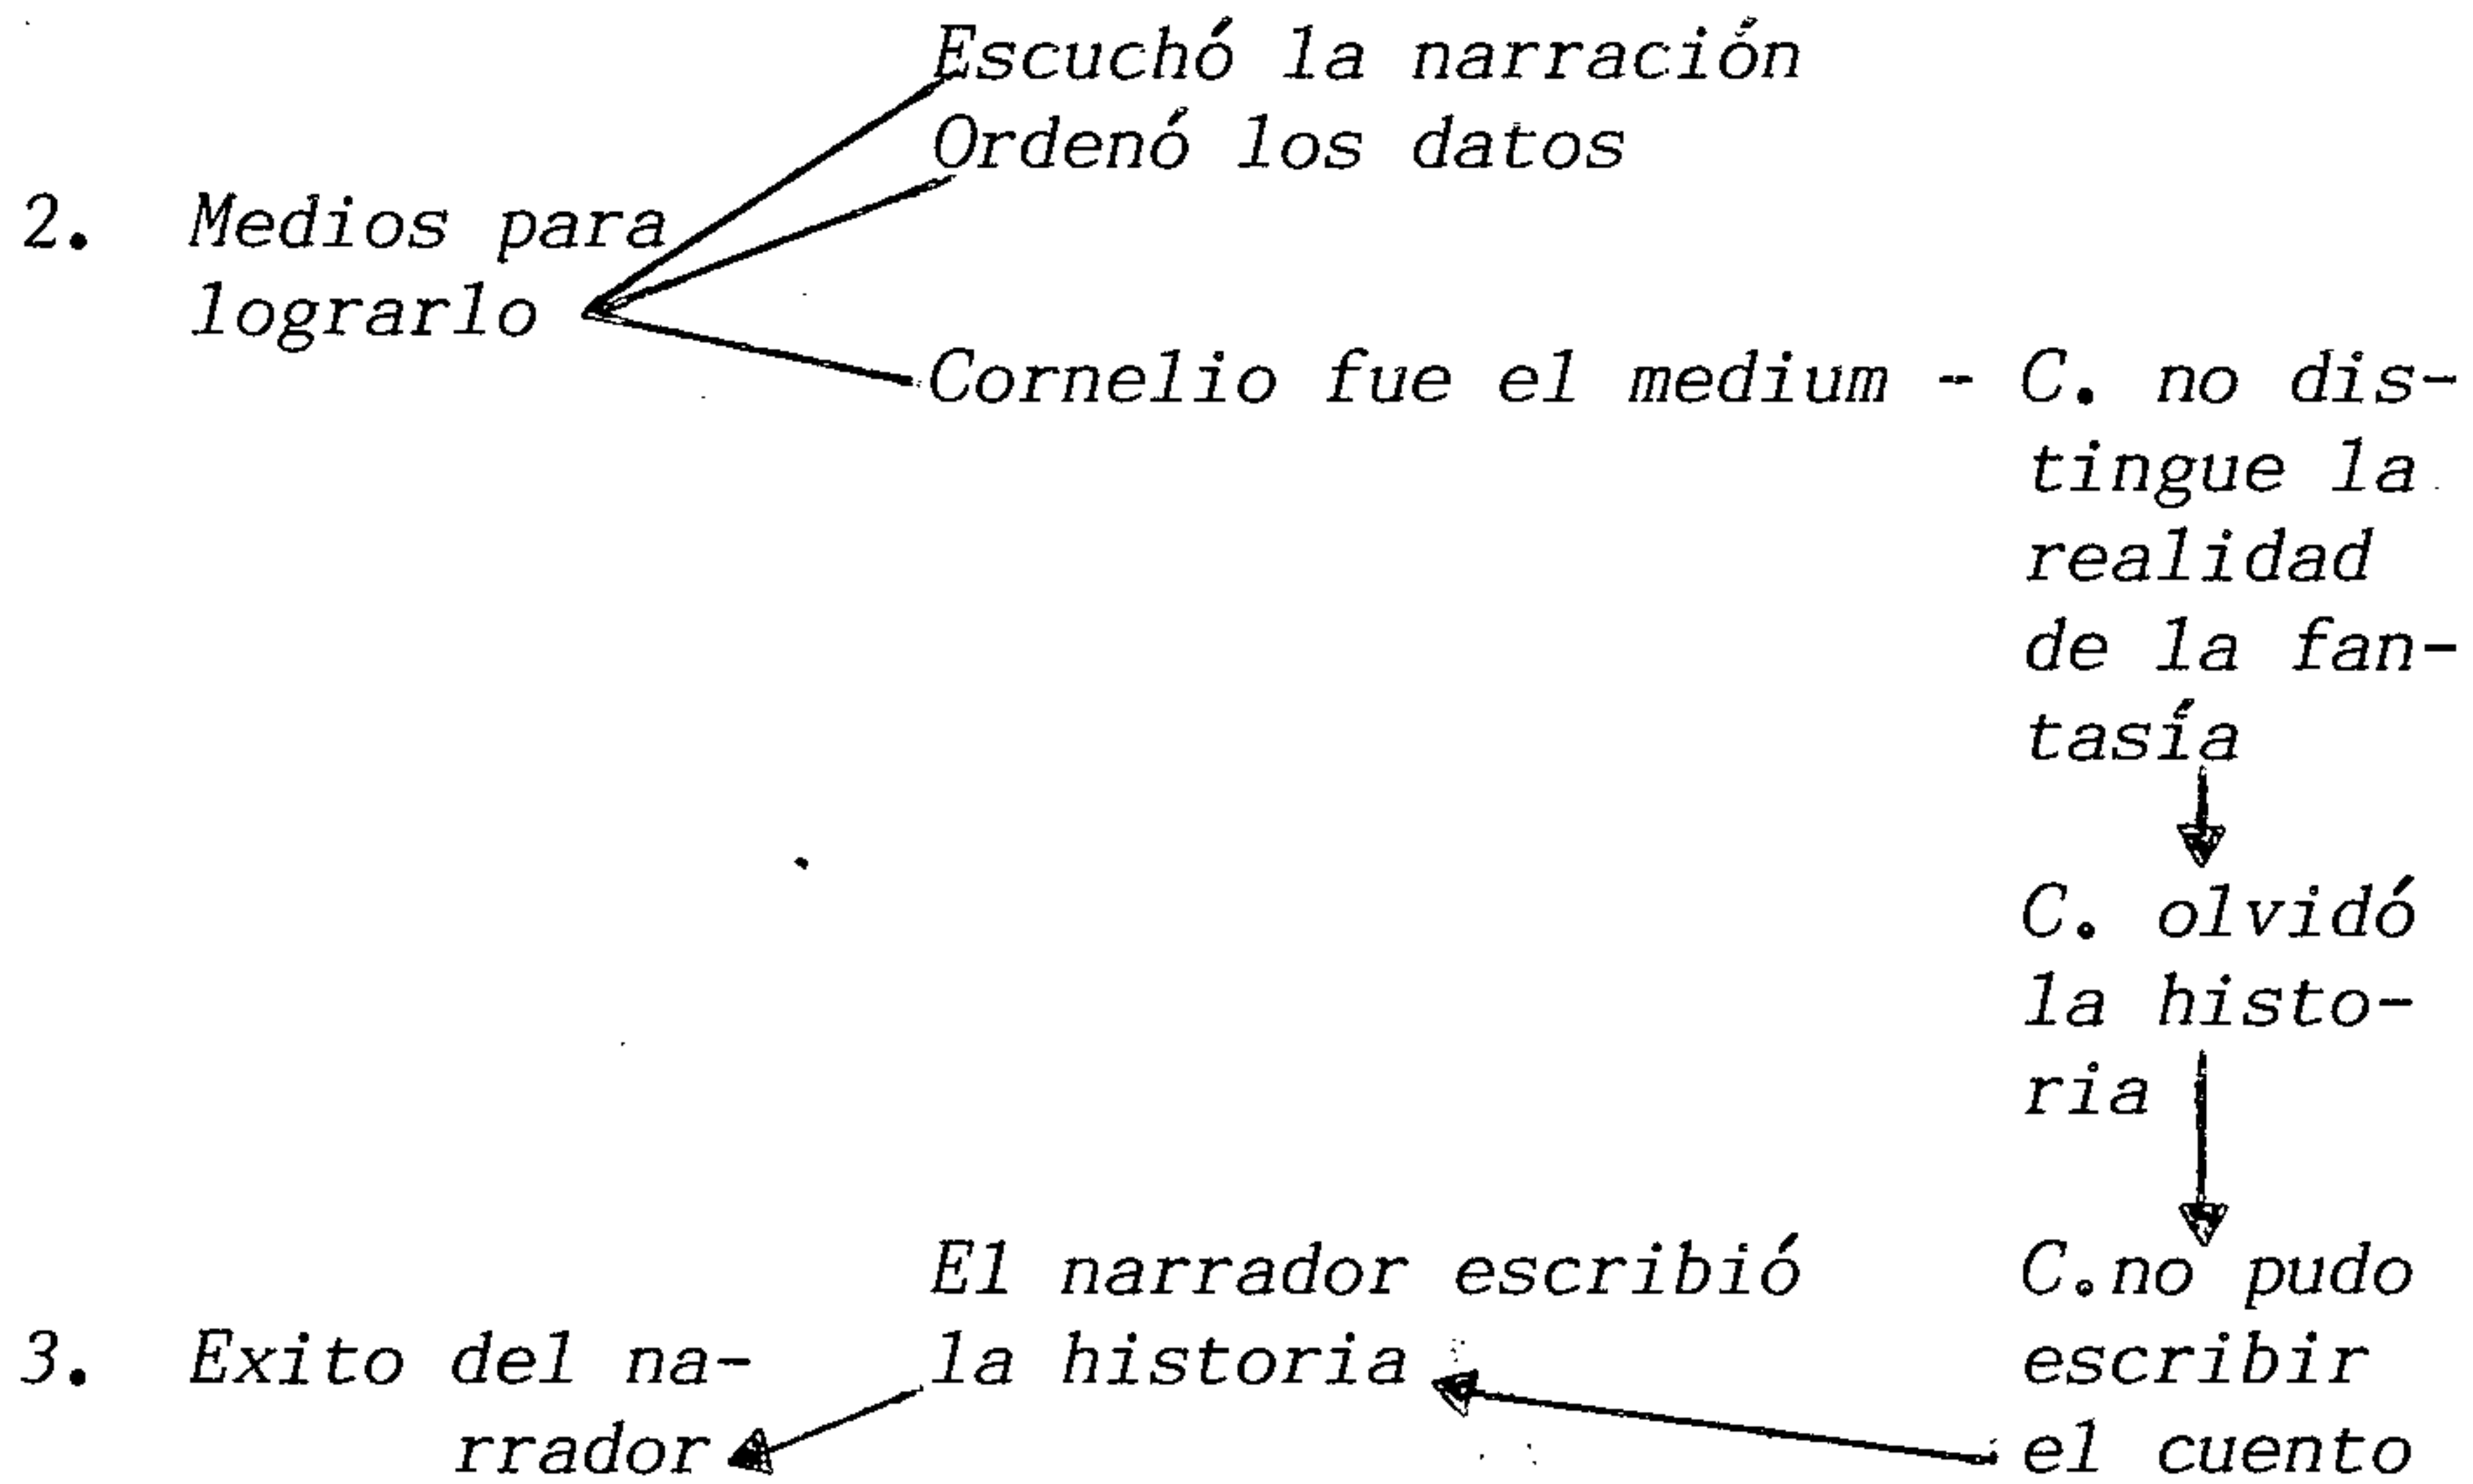 Escuchó la narración
Ordenó los datos
2. Medios para
lograrlo
Cornelio fue el medium - C. no dis-
tingue la
realidad
de la fan-
tasía
C. olvidó
la histo-
ria
El narrador escribió C.no pudo
3. Exito del na- la historia escribir
rrador el cuento